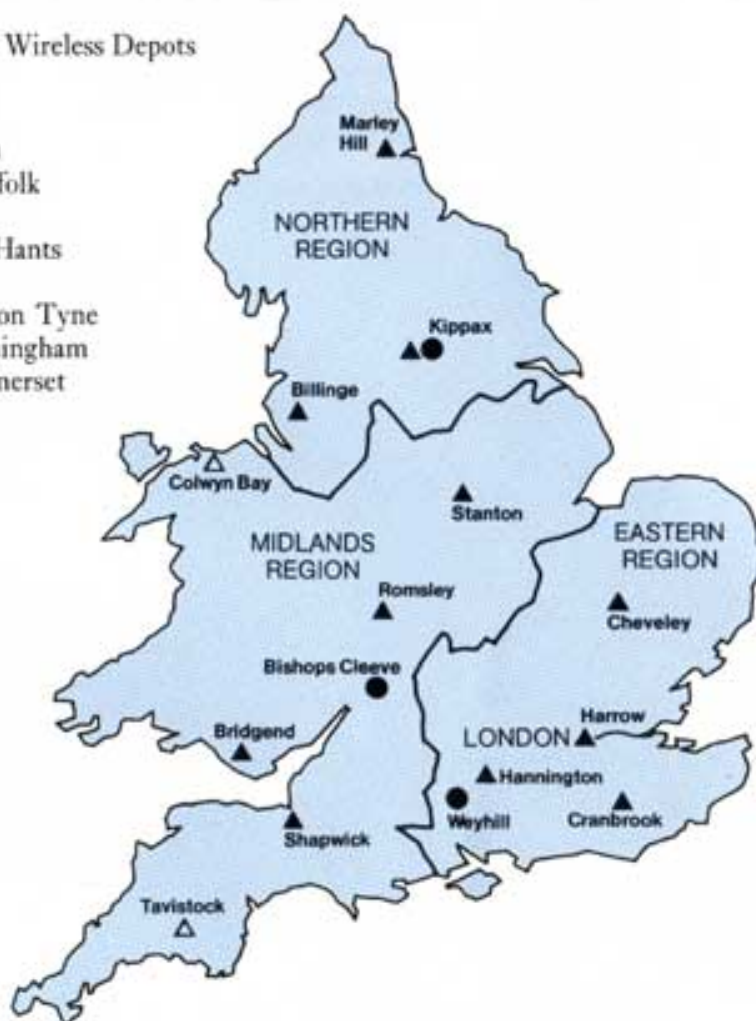 Wireless Depots
folk
Hants
on Tyne
ingham
nerset
Marley
Hill
NORTHERN
REGION
Kippax
Billinge
Colwyn Bay
Stanton
MIDLANDS
REGION
EASTERN
REGION
Romsley
Cheveley
Bishops Cleeve
Bridgend
Harrow
LONDON
Hannington
Weyhill
Cranbrook
Shapwick
Tavistock